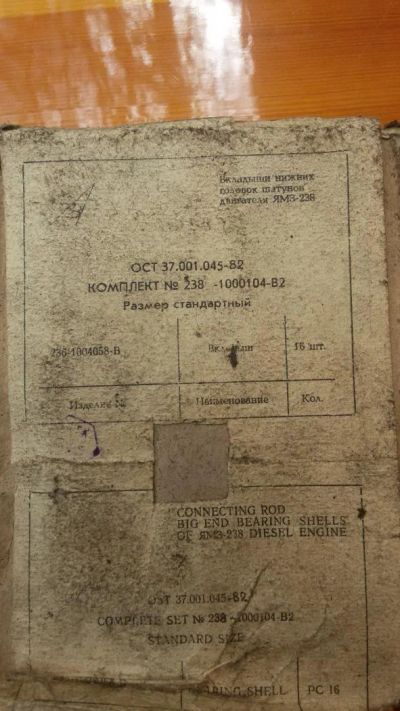 Вкладыши нижних
головок шатунов
двигателя ЯМЗ-238
ОСТ 37.001.045-82
КОМПЛЕКТ № 238 -1000104-В2
Размер стандартный
236-1004058-В
Вкладыш
16 шт.
Изделие №
Наименование
Кол.
CONNECTING ROD
BIG END BEARING SHELLS
OF ЯМЗ-238 DIESEL ENGINE
OST 37.001.045-82
COMPLETE SET № 238 -1000104-B2
STANDARD SIZE
BEARING SHELL
PC 16